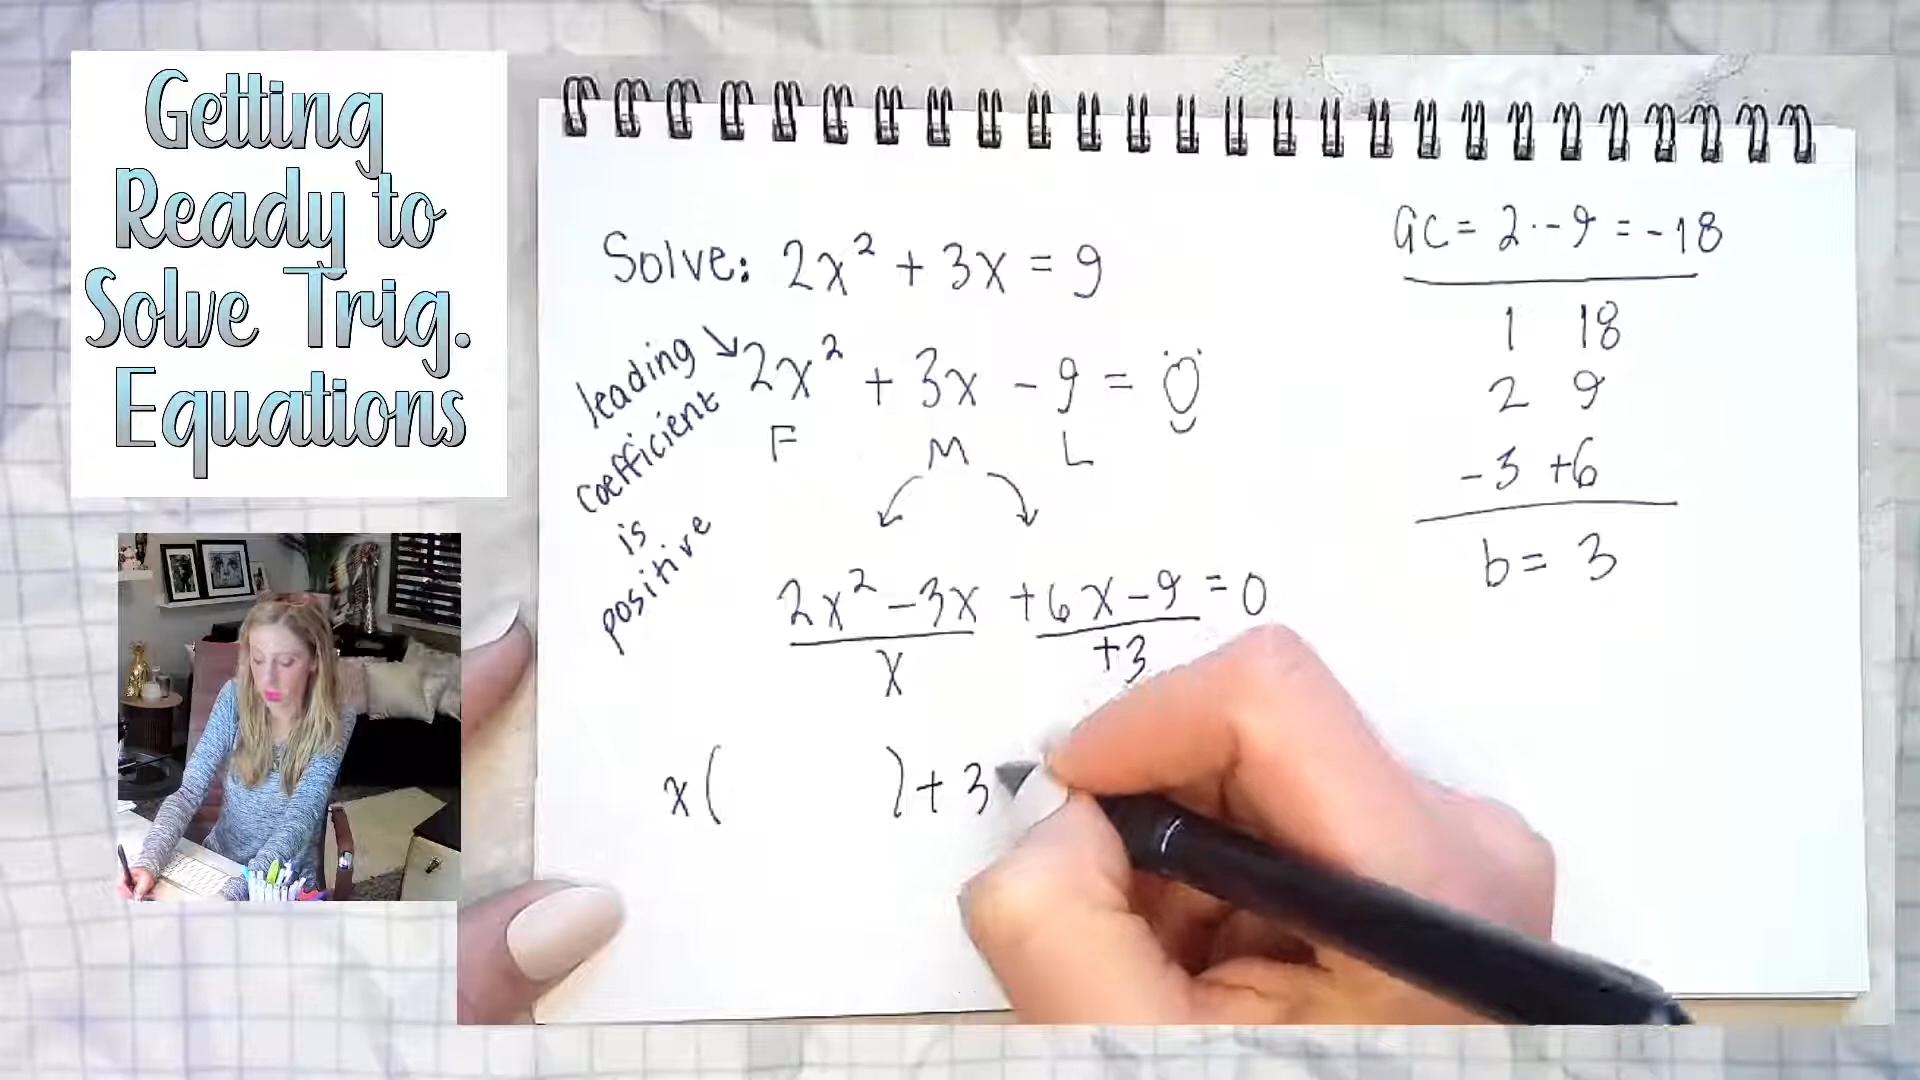 Getting
Ready to
Solve Trig.
Equations
Solve: 2x² + 3x = 9
leading
coefficient
is
positive
2x² + 3x - 9 = 0
F M L
2x² - 3x + 6x - 9 = 0
x +3
x( ) + 3
ac = 2·-9 = -18
1 18
2 9
-3 +6
b = 3